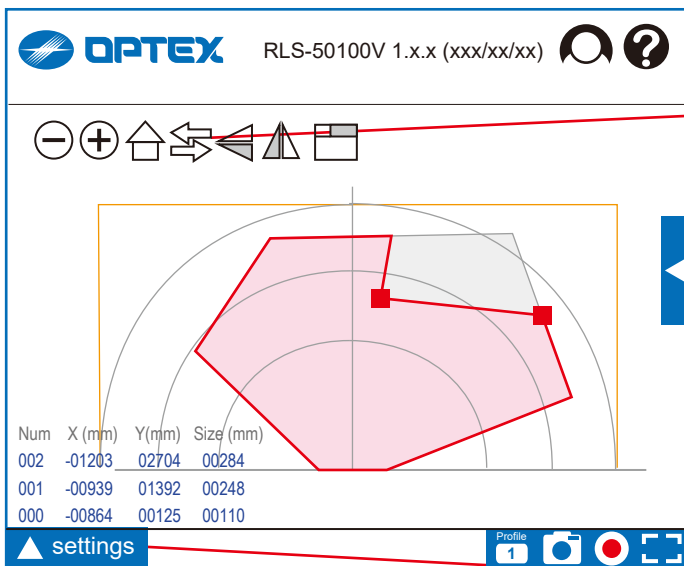 OPTEX RLS-50100V 1.x.x (xxx/xx/xx) ?
Num X (mm) Y(mm) Size (mm)
002 -01203 02704 00284
001 -00939 01392 00248
000 -00864 00125 00110
settings
Profile
1